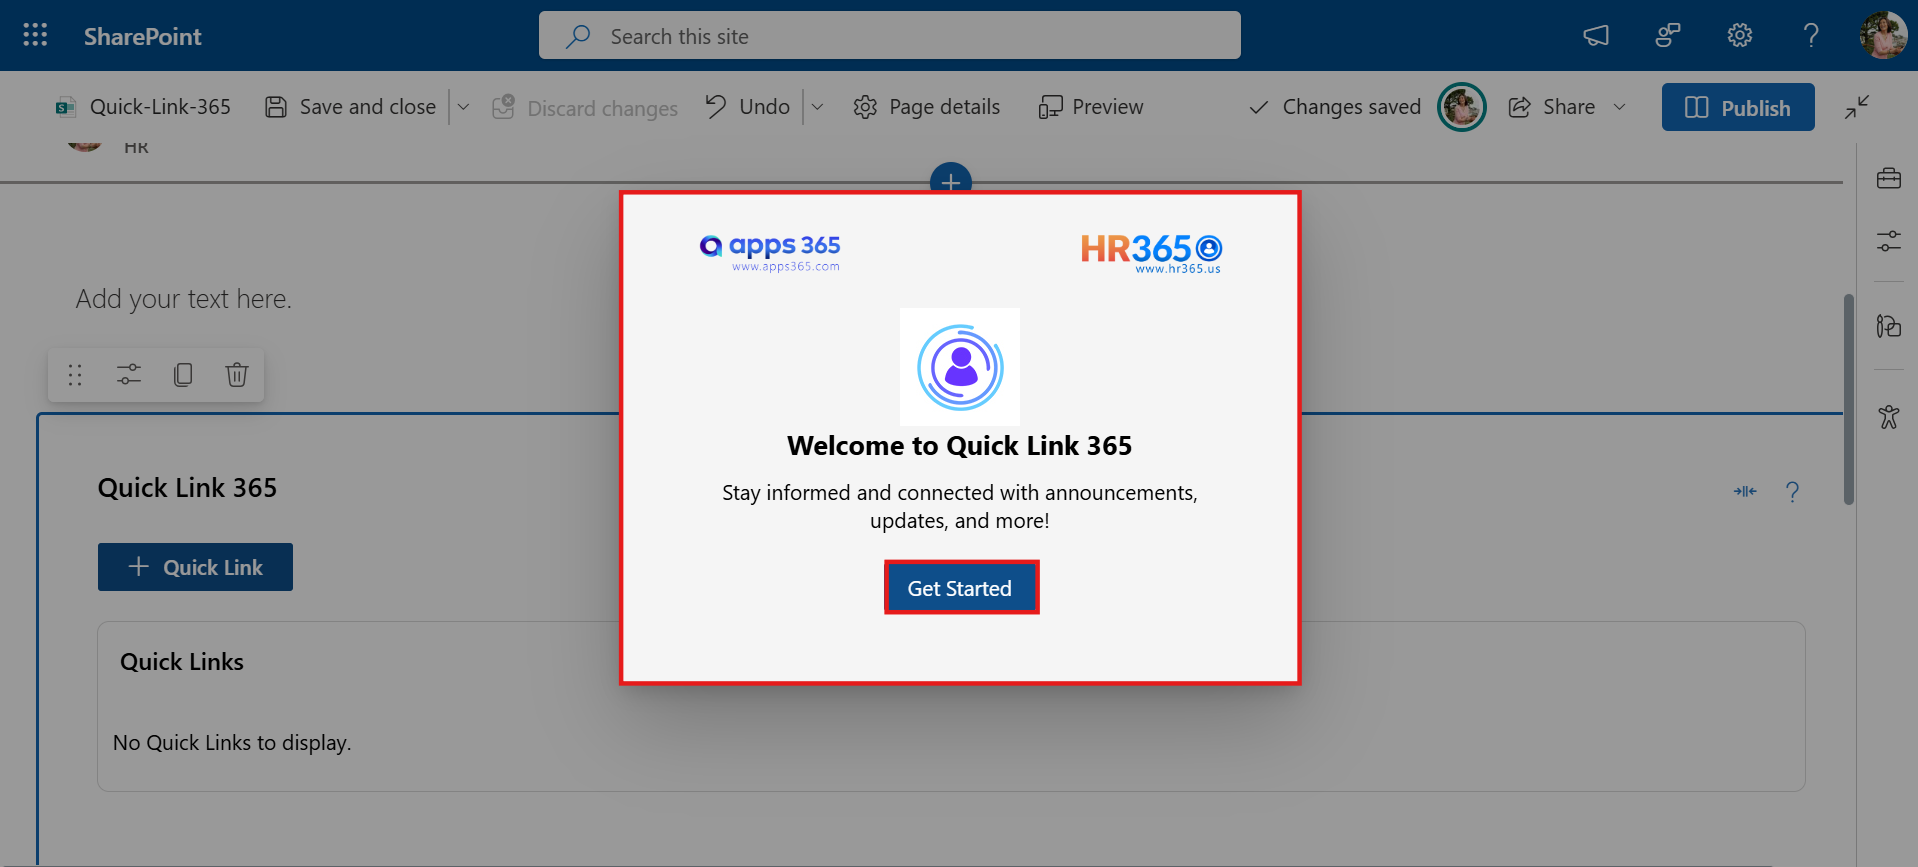 SharePoint
Search this site
Quick-Link-365
Save and close
Discard changes
Undo
Page details
Preview
Changes saved
Share
Publish
HR
apps 365
www.apps365.com
HR365
www.hr365.us
Add your text here.
Welcome to Quick Link 365
Stay informed and connected with announcements,
updates, and more!
Get Started
Quick Link 365
Quick Link
Quick Links
No Quick Links to display.